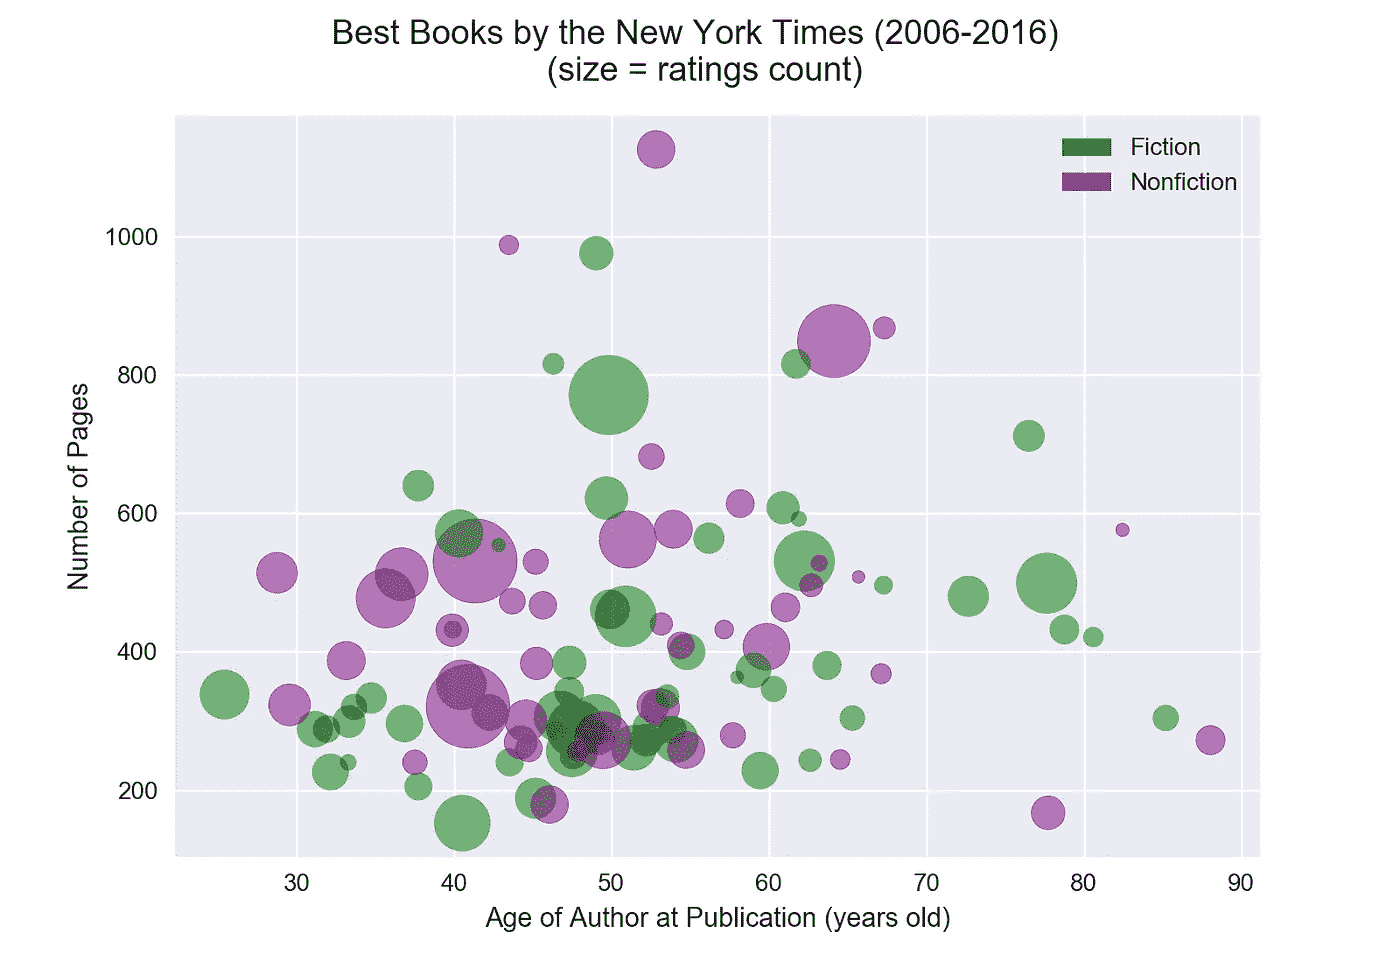 Best Books by the New York Times (2006-2016)
(size = ratings count)
Fiction
Nonfiction
1000
800
600
400
200
Number of Pages
30 40 50 60 70 80 90
Age of Author at Publication (years old)